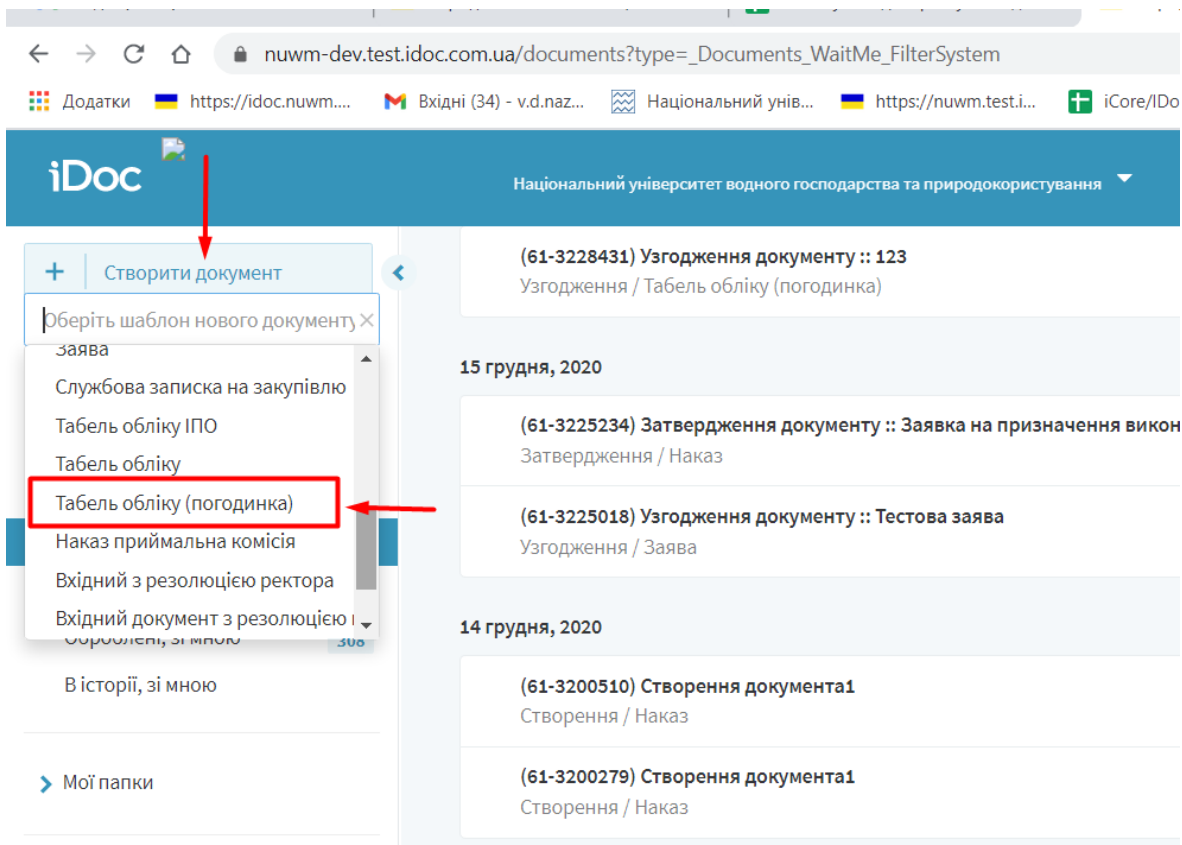 nuwm-dev.test.idoc.com.ua/documents?type=_Documents_WaitMe_FilterSystem
Додатки https://idoc.nuwm.... Вхідні (34) - v.d.naz... Національний унів... https://nuwm.test.i... iCore/IDo
iDoc
Національний університет водного господарства та природокористування
+ Створити документ
Оберіть шаблон нового документу
Заява
Службова записка на закупівлю
Табель обліку ІПО
Табель обліку
Табель обліку (погодинка)
Наказ приймальна комісія
Вхідний з резолюцією ректора
Вхідний документ з резолюцією
Оброблені, зі мною 308
В історії, зі мною
Мої папки
(61-3228431) Узгодження документу :: 123
Узгодження / Табель обліку (погодинка)
15 грудня, 2020
(61-3225234) Затвердження документу :: Заявка на призначення викон
Затвердження / Наказ
(61-3225018) Узгодження документу :: Тестова заява
Узгодження / Заява
14 грудня, 2020
(61-3200510) Створення документа1
Створення / Наказ
(61-3200279) Створення документа1
Створення / Наказ